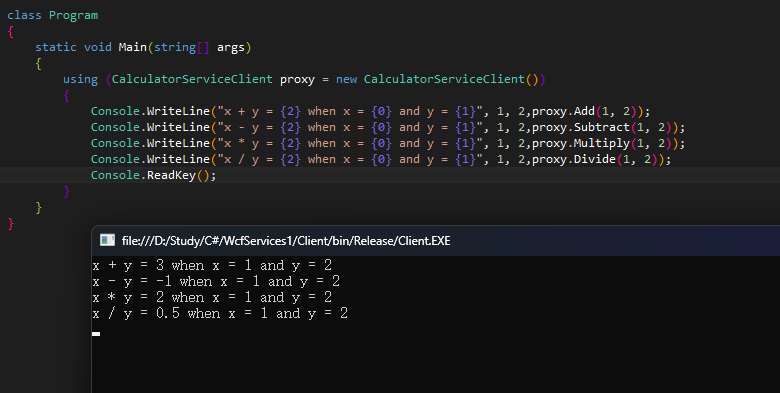 class Program
{
    static void Main(string[] args)
    {
        using (CalculatorServiceClient proxy = new CalculatorServiceClient())
        {
            Console.WriteLine("x + y = {2} when x = {0} and y = {1}", 1, 2,proxy.Add(1, 2));
            Console.WriteLine("x - y = {2} when x = {0} and y = {1}", 1, 2,proxy.Subtract(1, 2));
            Console.WriteLine("x * y = {2} when x = {0} and y = {1}", 1, 2,proxy.Multiply(1, 2));
            Console.WriteLine("x / y = {2} when x = {0} and y = {1}", 1, 2,proxy.Divide(1, 2));
            Console.ReadKey();
        }
    }
}
file:///D:/Study/C#/WcfServices1/Client/bin/Release/Client.EXE
x + y = 3 when x = 1 and y = 2
x - y = -1 when x = 1 and y = 2
x * y = 2 when x = 1 and y = 2
x / y = 0.5 when x = 1 and y = 2